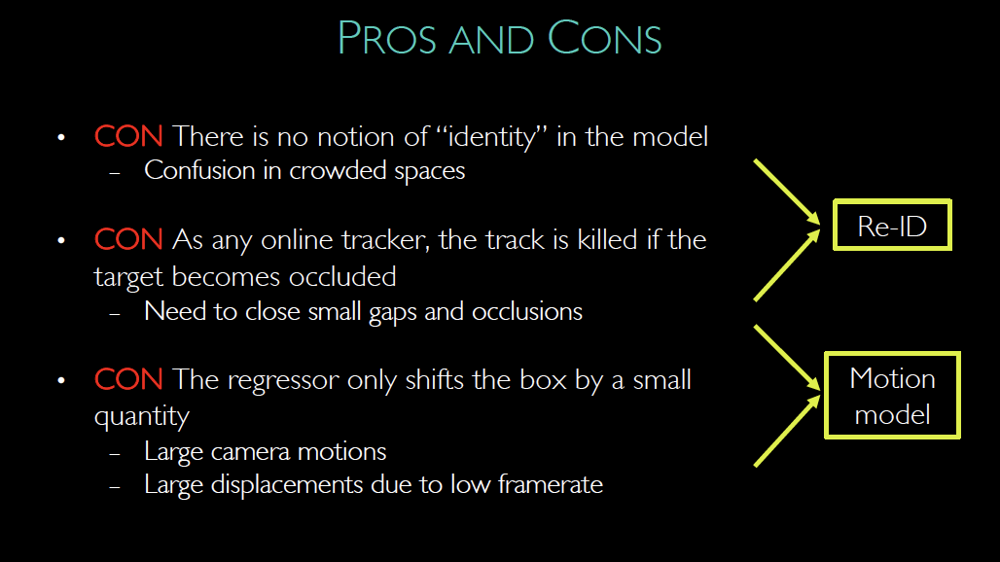 PROS AND CONS
• CON There is no notion of “identity” in the model
– Confusion in crowded spaces
• CON As any online tracker, the track is killed if the
target becomes occluded
– Need to close small gaps and occlusions
• CON The regressor only shifts the box by a small
quantity
– Large camera motions
– Large displacements due to low framerate
Re-ID
Motion
model